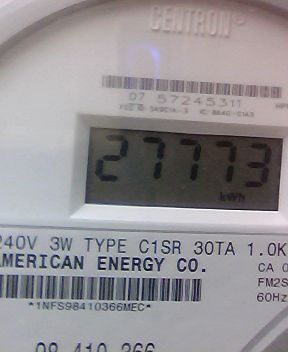 CENTRON
07 57245311
27773
kWh
240V 3W TYPE C1SR 30TA 1.0K
AMERICAN ENERGY CO.
CA 0
FM2S
60Hz
*1NFS98410366MEC*
98 410 366